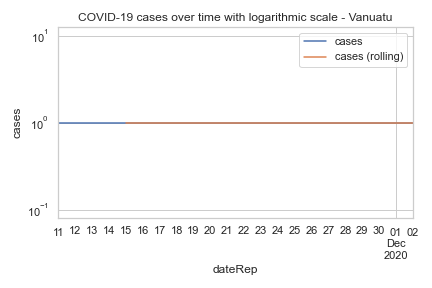 COVID-19 cases over time with logarithmic scale - Vanuatu
cases
cases (rolling)
10¹
10⁰
10⁻¹
cases
11 12 13 14 15 16 17 18 19 20 21 22 23 24 25 26 27 28 29 30 01 02
Dec
2020
dateRep